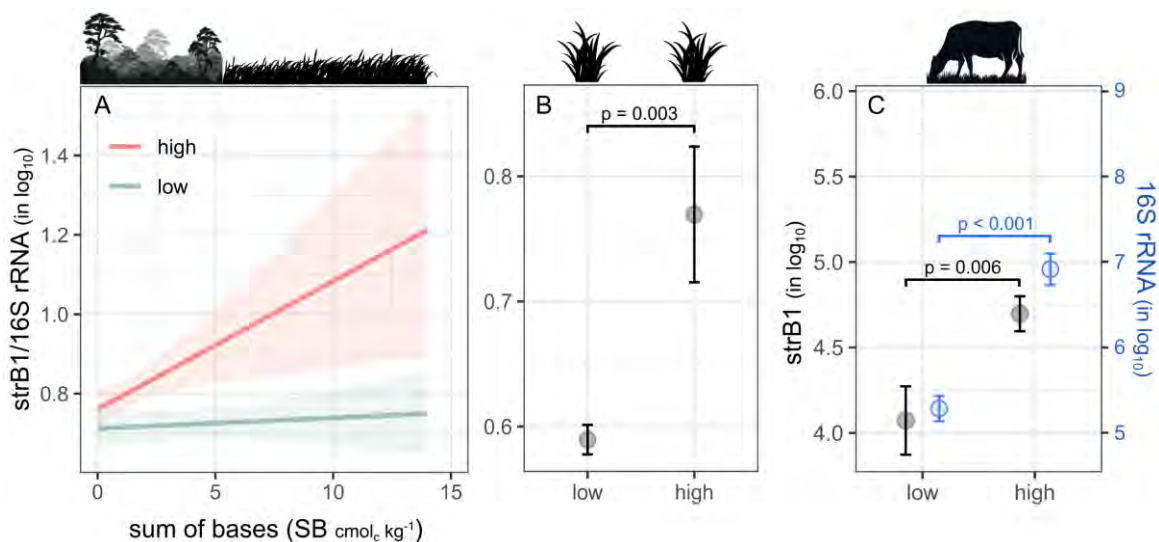 A
high
low
strB1/16S rRNA (in log₁₀)
1.4
1.2
1.0
0.8
0 5 10 15
sum of bases (SB cmol꜀ kg⁻¹)
B
p = 0.003
0.8
0.7
0.6
low high
C
6.0
5.5
5.0
4.5
4.0
strB1 (in log₁₀)
p < 0.001
p = 0.006
9
8
7
6
5
16S rRNA (in log₁₀)
low high